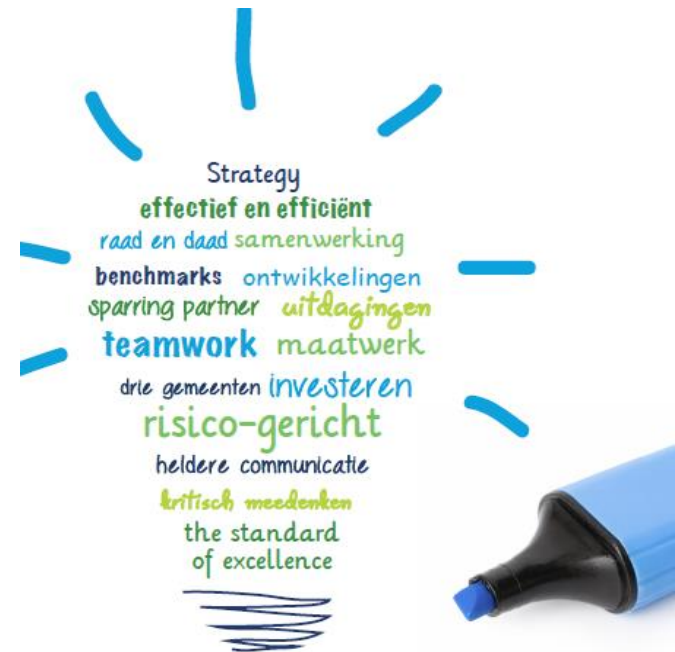 Strategy
effectief en efficiënt
raad en daad samenwerking
benchmarks ontwikkelingen
sparring partner uitdagingen
teamwork maatwerk
drie gemeenten investeren
risico-gericht
heldere communicatie
kritisch meedenken
the standard
of excellence